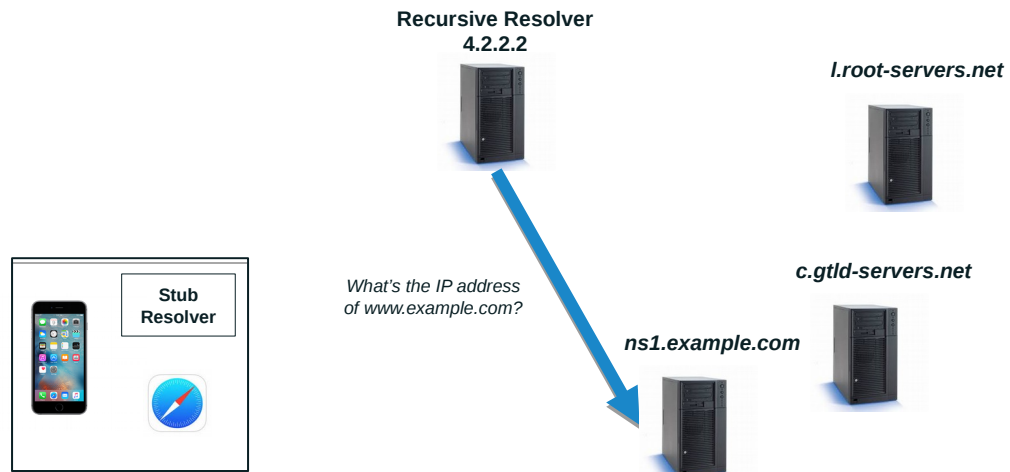 Recursive Resolver
4.2.2.2
l.root-servers.net
c.gtld-servers.net
Stub
Resolver
What’s the IP address
of www.example.com?
ns1.example.com